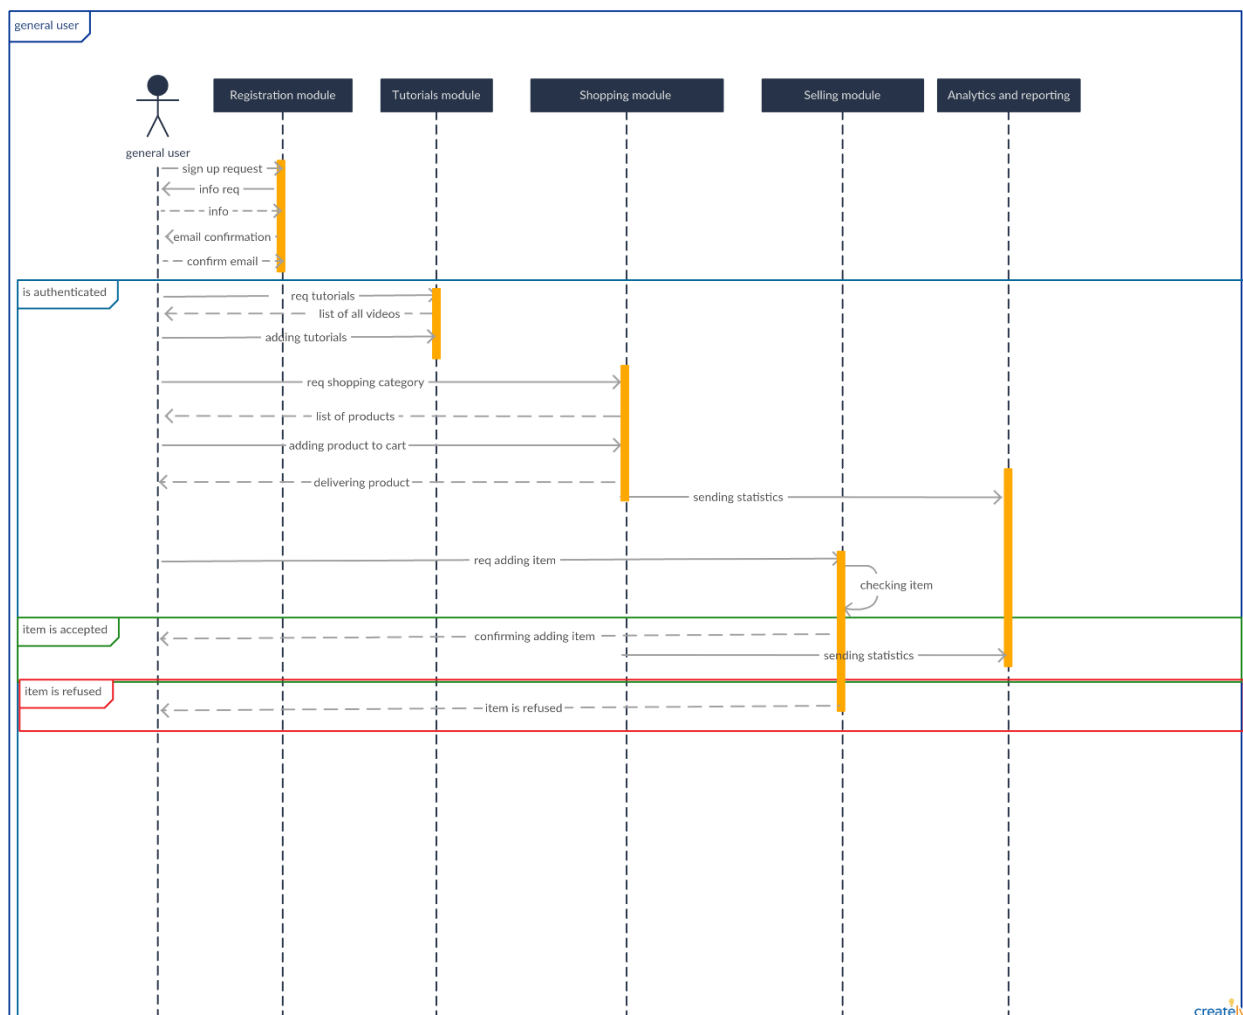 general user
Registration module
Tutorials module
Shopping module
Selling module
Analytics and reporting
general user
sign up request
info req
info
email confirmation
confirm email
is authenticated
req tutorials
list of all videos
adding tutorials
req shopping category
list of products
adding product to cart
delivering product
sending statistics
req adding item
checking item
item is accepted
confirming adding item
sending statistics
item is refused
item is refused
creately